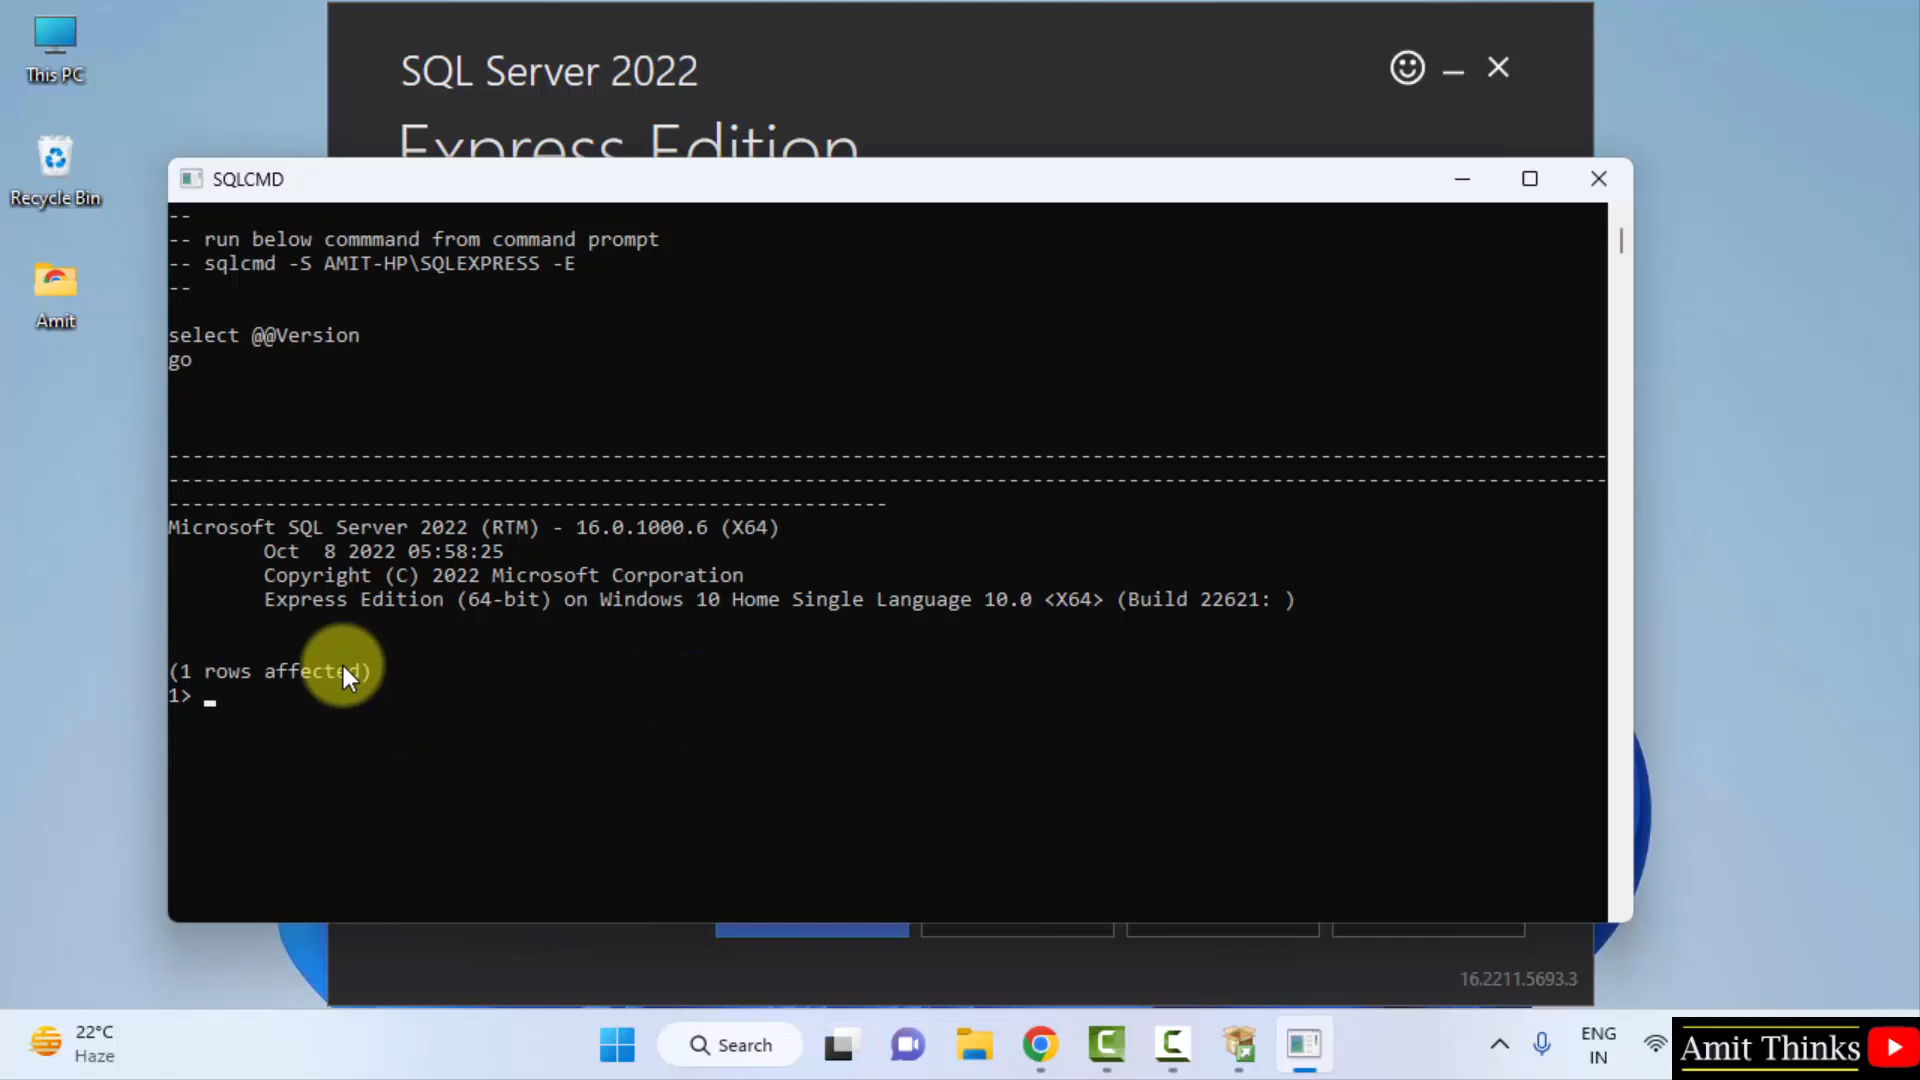 This PC
Recycle Bin
Amit
SQL Server 2022
Express Edition
SQLCMD
--
-- run below commmand from command prompt
-- sqlcmd -S AMIT-HP\SQLEXPRESS -E
--
select @@Version
go
------------------------------------------------------------------------------------------------------------------------
------------------------------------------------------------------------------------------------------------------------
------------------------------------------------------------
Microsoft SQL Server 2022 (RTM) - 16.0.1000.6 (X64)
Oct  8 2022 05:58:25
Copyright (C) 2022 Microsoft Corporation
Express Edition (64-bit) on Windows 10 Home Single Language 10.0 <X64> (Build 22621: )
(1 rows affected)
1>
16.2211.5693.3
22°C
Haze
Search
ENG
IN
Amit Thinks